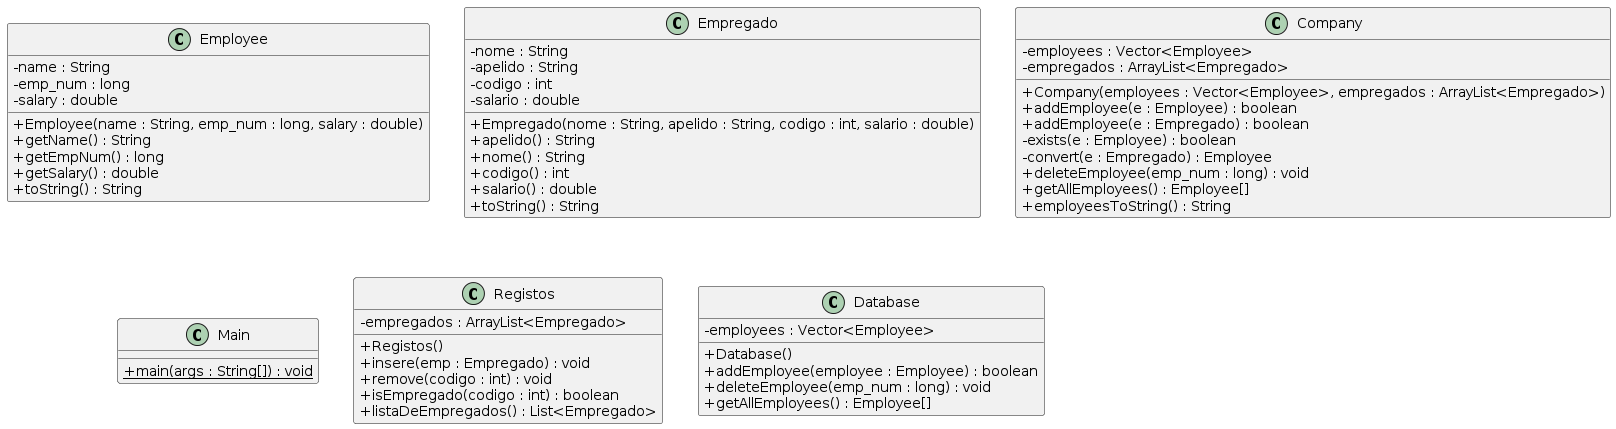 C Employee
-name : String
-emp_num : long
-salary : double
+Employee(name : String, emp_num : long, salary : double)
+getName() : String
+getEmpNum() : long
+getSalary() : double
+toString() : String
C Empregado
-nome : String
-apelido : String
-codigo : int
-salario : double
+Empregado(nome : String, apelido : String, codigo : int, salario : double)
+apelido() : String
+nome() : String
+codigo() : int
+salario() : double
+toString() : String
C Company
-employees : Vector<Employee>
-empregados : ArrayList<Empregado>
+Company(employees : Vector<Employee>, empregados : ArrayList<Empregado>)
+addEmployee(e : Employee) : boolean
+addEmployee(e : Empregado) : boolean
-exists(e : Employee) : boolean
-convert(e : Empregado) : Employee
+deleteEmployee(emp_num : long) : void
+getAllEmployees() : Employee[]
+employeesToString() : String
C Main
+main(args : String[]) : void
C Registos
-empregados : ArrayList<Empregado>
+Registos()
+insere(emp : Empregado) : void
+remove(codigo : int) : void
+isEmpregado(codigo : int) : boolean
+listaDeEmpregados() : List<Empregado>
C Database
-employees : Vector<Employee>
+Database()
+addEmployee(employee : Employee) : boolean
+deleteEmployee(emp_num : long) : void
+getAllEmployees() : Employee[]